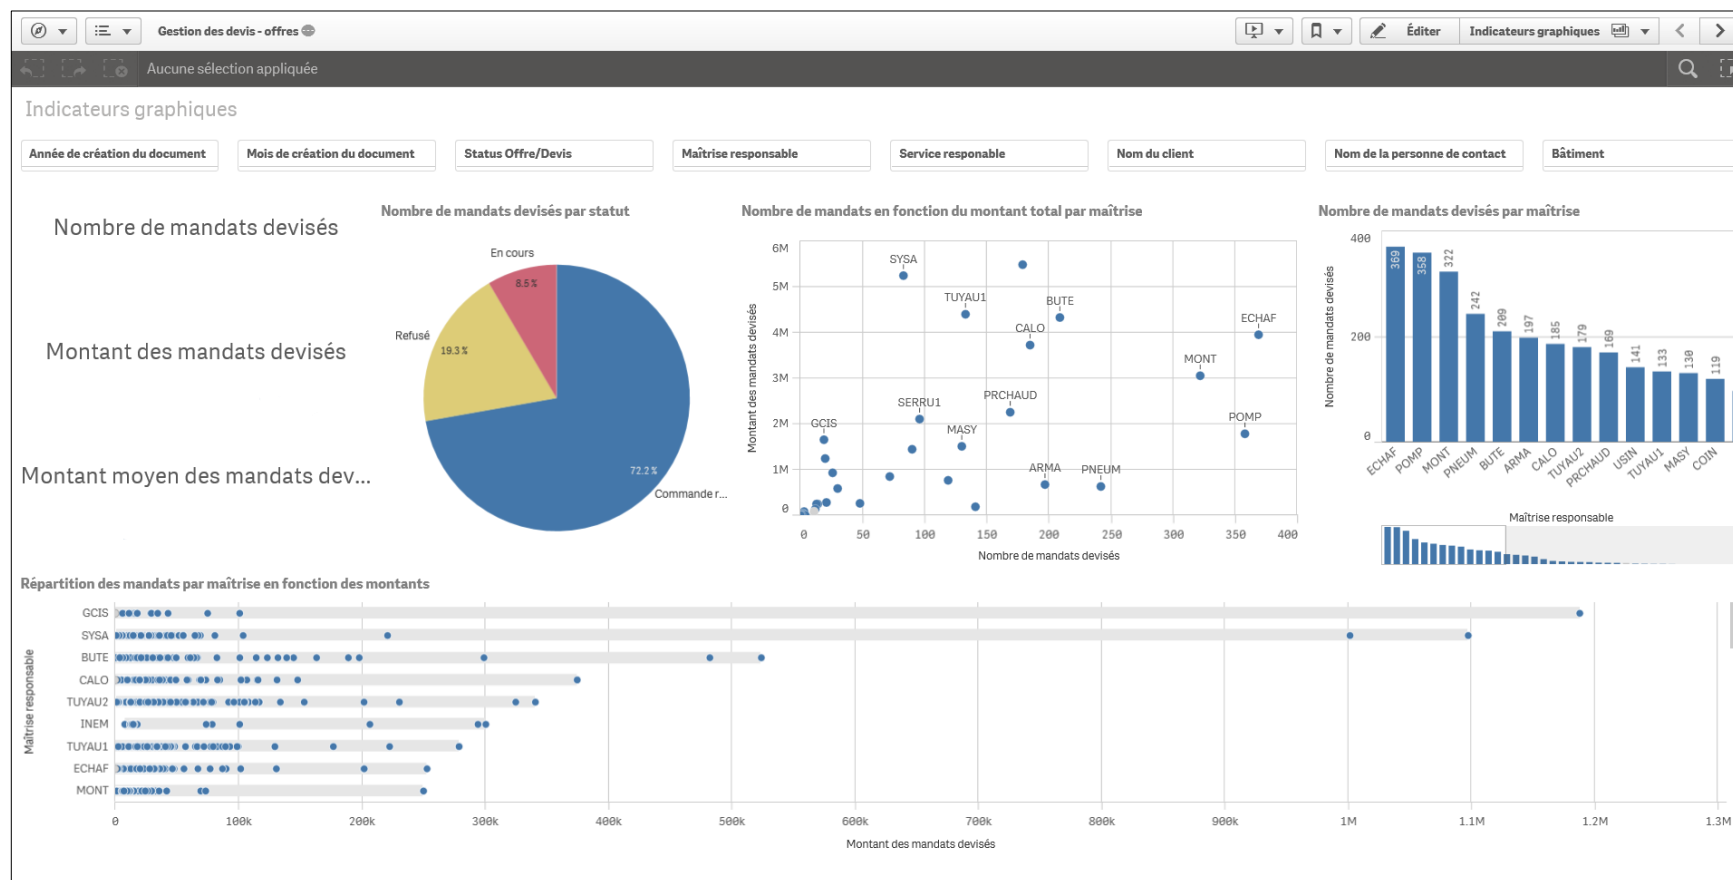 Gestion des devis - offres
Éditer
Indicateurs graphiques
Aucune sélection appliquée
Indicateurs graphiques
Année de création du document
Mois de création du document
Status Offre/Devis
Maîtrise responsable
Service responable
Nom du client
Nom de la personne de contact
Bâtiment
Nombre de mandats devisés
Montant des mandats devisés
Montant moyen des mandats dev...
Nombre de mandats devisés par statut
En cours
8.5 %
Refusé
19.3 %
72.2 %
Commande r...
Nombre de mandats en fonction du montant total par maîtrise
Montant des mandats devisés
6M
5M
4M
3M
2M
1M
0
SYSA
TUYAU1
BUTE
CALO
ECHAF
MONT
PRCHAUD
SERRU1
POMP
GCIS
MASY
ARMA
PNEUM
0 50 100 150 200 250 300 350 400
Nombre de mandats devisés
Nombre de mandats devisés par maîtrise
Nombre de mandats devisés
400
200
0
369 358 322 242 209 197 185 179 169 141 133 130 119
ECHAF POMP MONT PNEUM BUTE ARMA CALO TUYAU2 PRCHAUD USIN TUYAU1 MASY COIN
Maîtrise responsable
Répartition des mandats par maîtrise en fonction des montants
Maîtrise responsable
GCIS
SYSA
BUTE
CALO
TUYAU2
INEM
TUYAU1
ECHAF
MONT
0 100k 200k 300k 400k 500k 600k 700k 800k 900k 1M 1.1M 1.2M 1.3M
Montant des mandats devisés